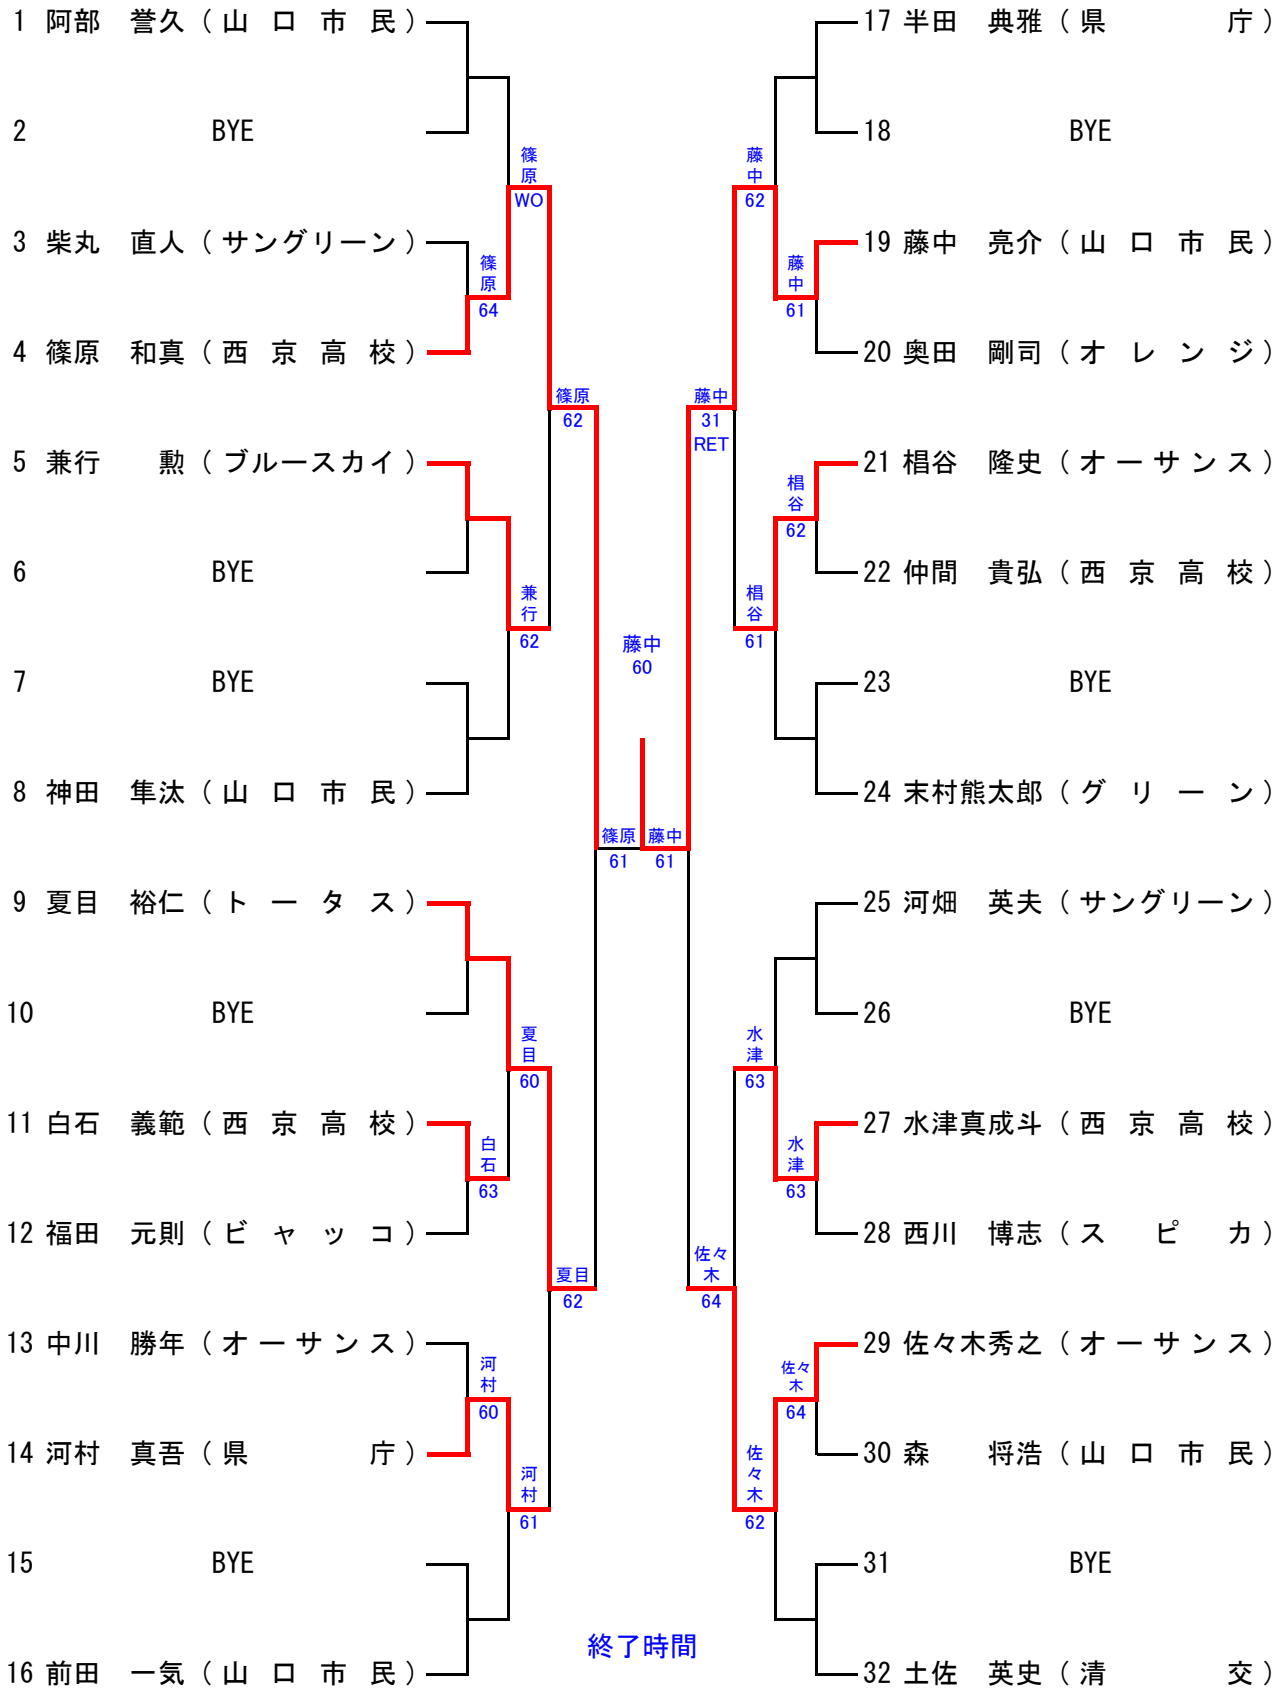 1 阿部 誉久 ( 山口市民 )
2 BYE
3 柴丸 直人 ( サングリーン )
4 篠原 和真 ( 西京高校 )
5 兼行 勲 ( ブルースカイ )
6 BYE
7 BYE
8 神田 隼汰 ( 山口市民 )
9 夏目 裕仁 ( トータス )
10 BYE
11 白石 義範 ( 西京高校 )
12 福田 元則 ( ビャッコ )
13 中川 勝年 ( オーサンス )
14 河村 真吾 ( 県庁 )
15 BYE
16 前田 一気 ( 山口市民 )
篠原
64
白石
63
河村
60
篠原
WO
兼行
62
夏目
60
河村
61
篠原
62
夏目
62
篠原
61
藤中
60
藤中
61
藤中
31
RET
佐々木
64
藤中
62
椙谷
61
水津
63
佐々木
62
藤中
61
椙谷
62
水津
63
佐々木
64
17 半田 典雅 ( 県庁 )
18 BYE
19 藤中 亮介 ( 山口市民 )
20 奥田 剛司 ( オレンジ )
21 椙谷 隆史 ( オーサンス )
22 仲間 貴弘 ( 西京高校 )
23 BYE
24 末村熊太郎 ( グリーン )
25 河畑 英夫 ( サングリーン )
26 BYE
27 水津真成斗 ( 西京高校 )
28 西川 博志 ( スピカ )
29 佐々木秀之 ( オーサンス )
30 森 将浩 ( 山口市民 )
31 BYE
32 土佐 英史 ( 清交 )
終了時間